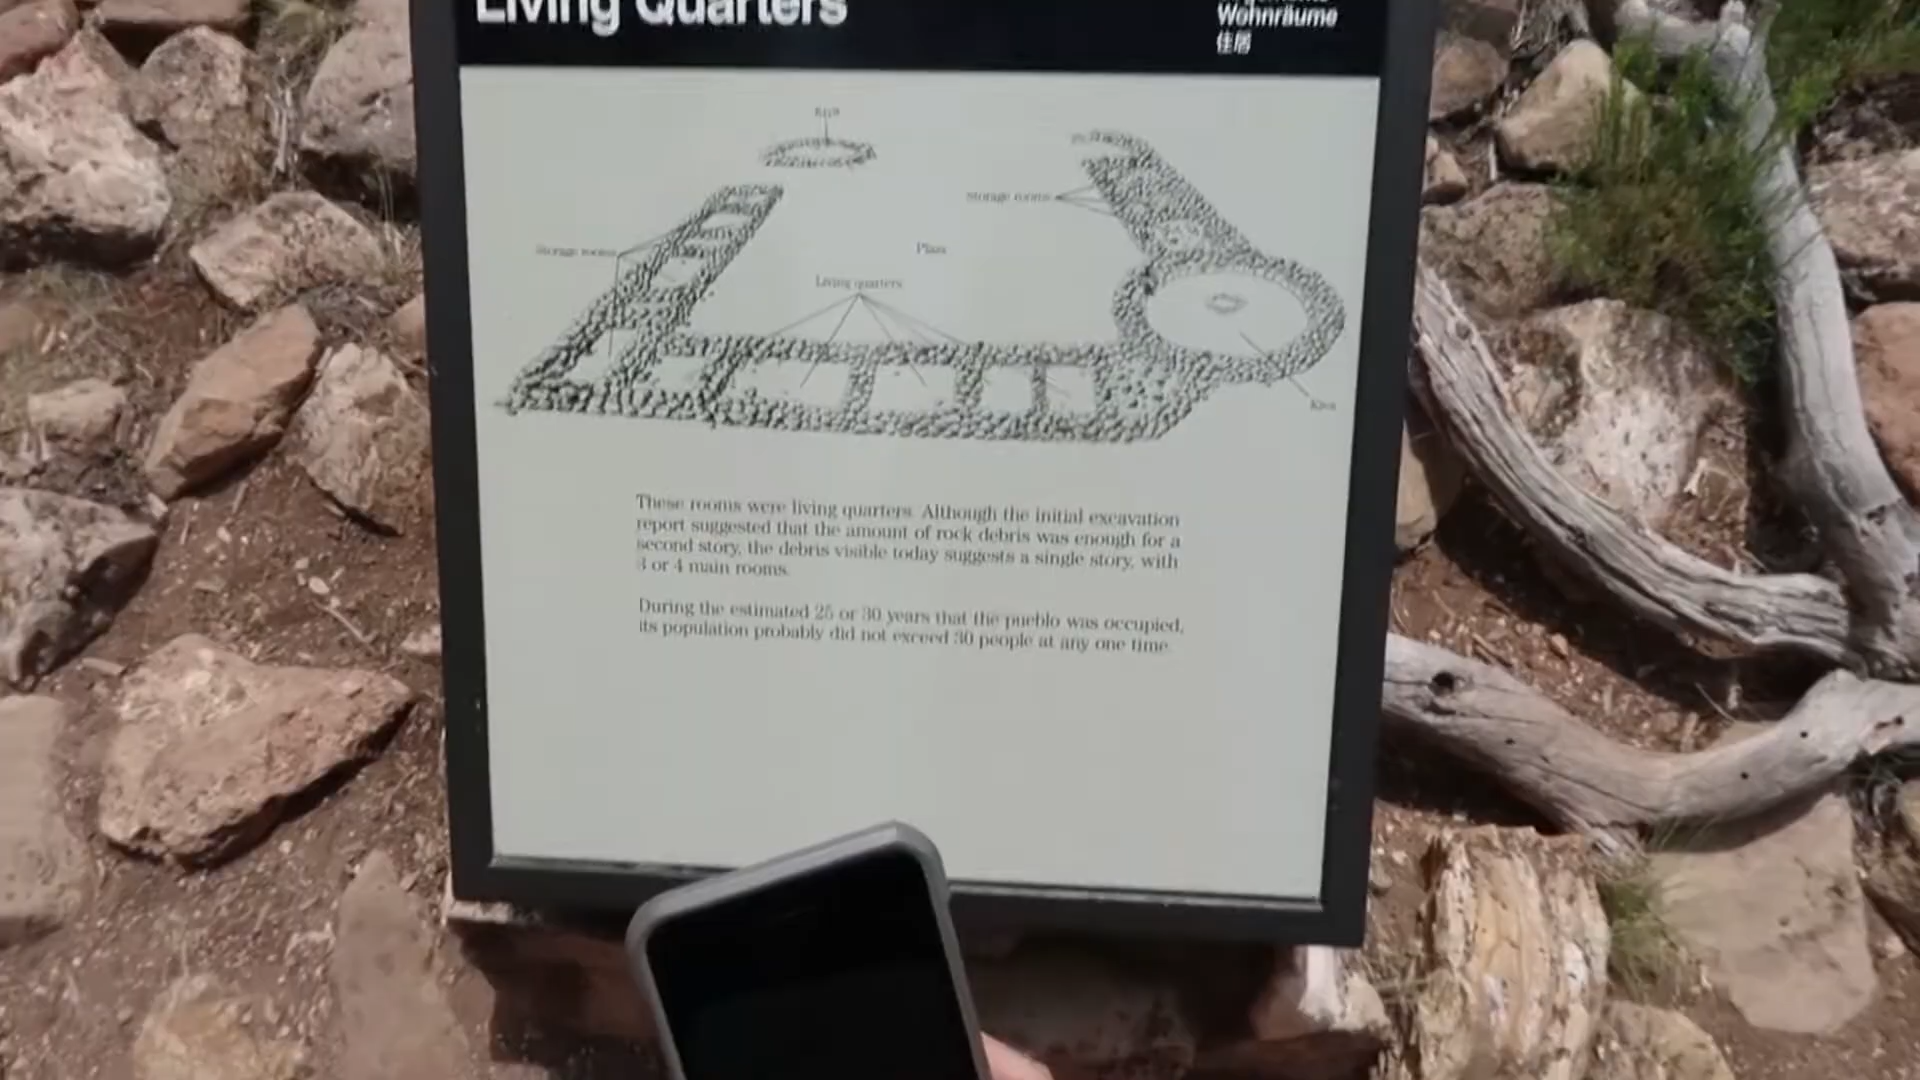 Living Quarters
Wohnräume
住居
Kiva
Storage rooms
Storage rooms
Plaza
Living quarters
Kiva
These rooms were living quarters. Although the initial excavation
report suggested that the amount of rock debris was enough for a
second story, the debris visible today suggests a single story, with
3 or 4 main rooms.
During the estimated 25 or 30 years that the pueblo was occupied,
its population probably did not exceed 30 people at any one time.